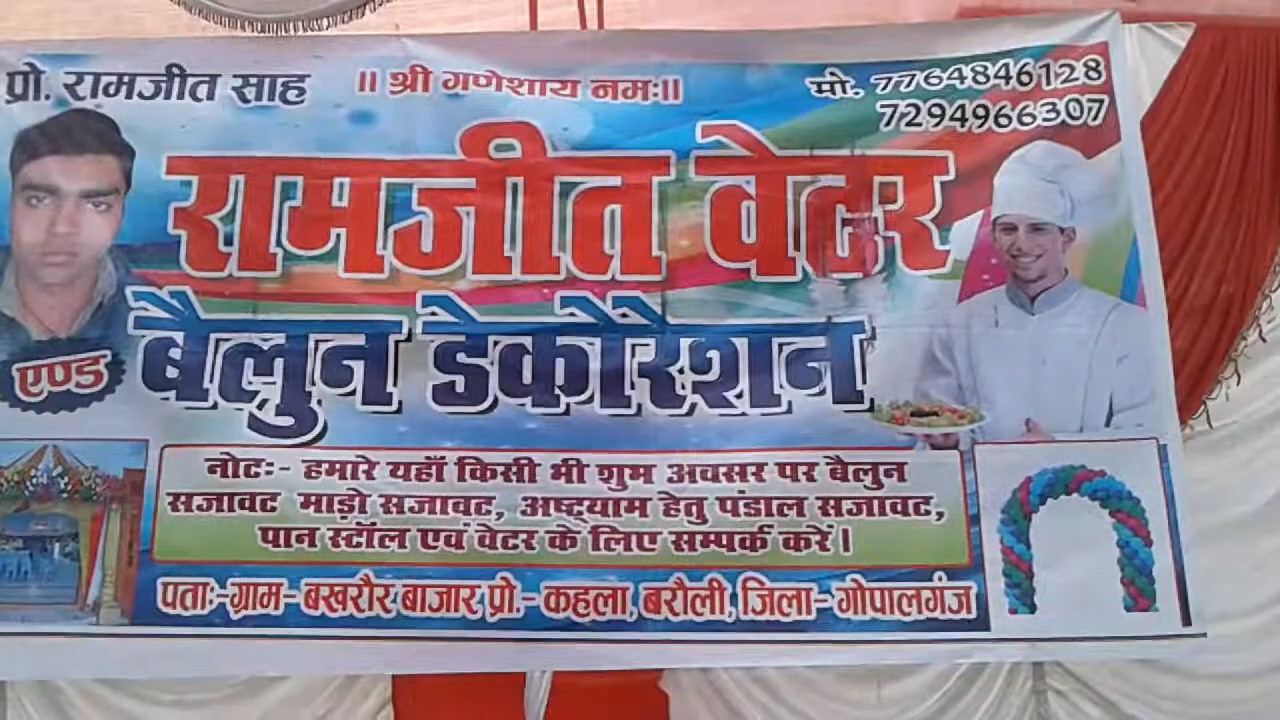 प्रो. रामजीत साह
॥ श्री गणेशाय नमः॥
मो. 7764846128
7294966307
रामजीत वेटर
एण्ड
बैलुन डेकोरेशन
नोटः- हमारे यहाँ किसी भी शुभ अवसर पर बैलुन
सजावट माड़ो सजावट, अष्ट्याम हेतु पंडाल सजावट,
पान स्टॉल एवं वेटर के लिए सम्पर्क करें।
पताः-ग्राम-बखरौर बाजार प्रो.-कहला, बरौली, जिला-गोपालगंज